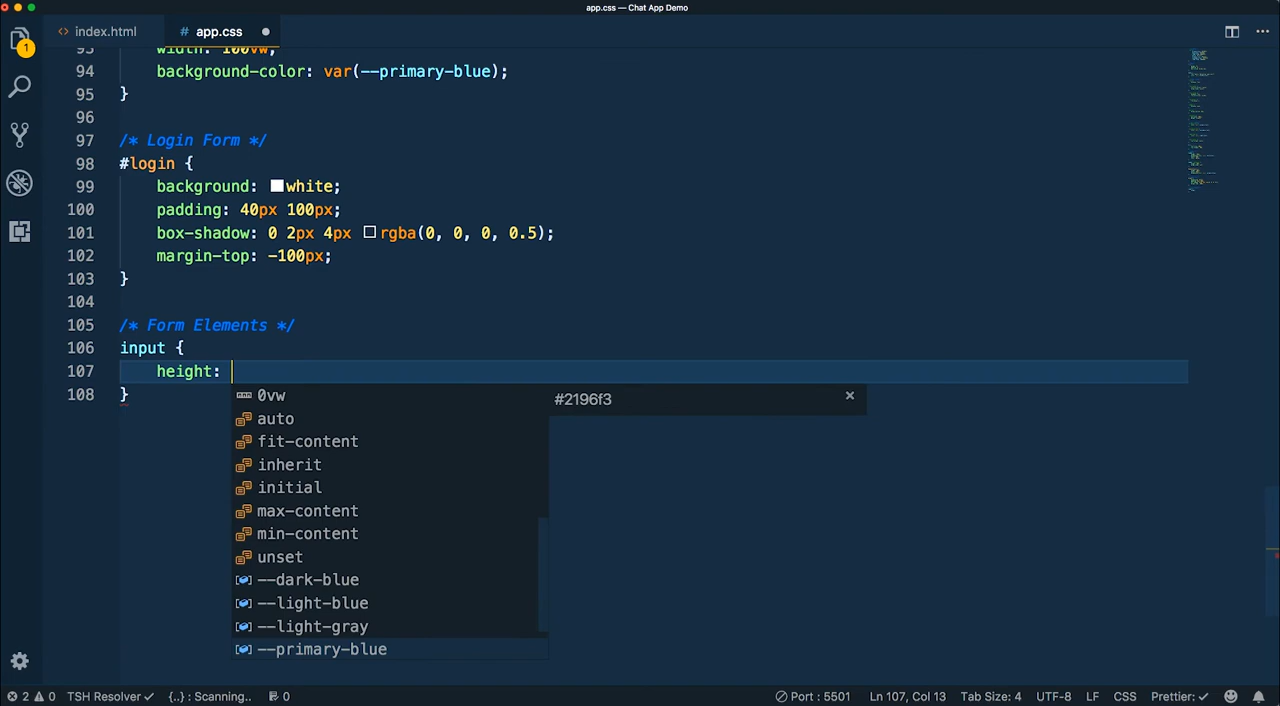 app.css — Chat App Demo
<> index.html
# app.css
1
93 width: 100vw;
94 background-color: var(--primary-blue);
95 }
96
97 /* Login Form */
98 #login {
99 background: white;
100 padding: 40px 100px;
101 box-shadow: 0 2px 4px rgba(0, 0, 0, 0.5);
102 margin-top: -100px;
103 }
104
105 /* Form Elements */
106 input {
107 height:
108 }
0vw
#2196f3
auto
fit-content
inherit
initial
max-content
min-content
unset
--dark-blue
--light-blue
--light-gray
--primary-blue
2 0 TSH Resolver {..} : Scanning.. 0 Port : 5501 Ln 107, Col 13 Tab Size: 4 UTF-8 LF CSS Prettier: